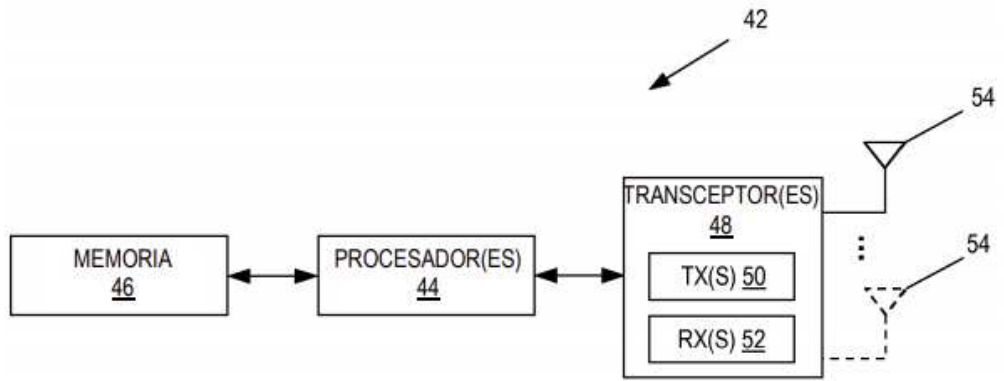 42
54
TRANSCEPTOR(ES)
48
MEMORIA
46
PROCESADOR(ES)
44
54
TX(S) 50
RX(S) 52